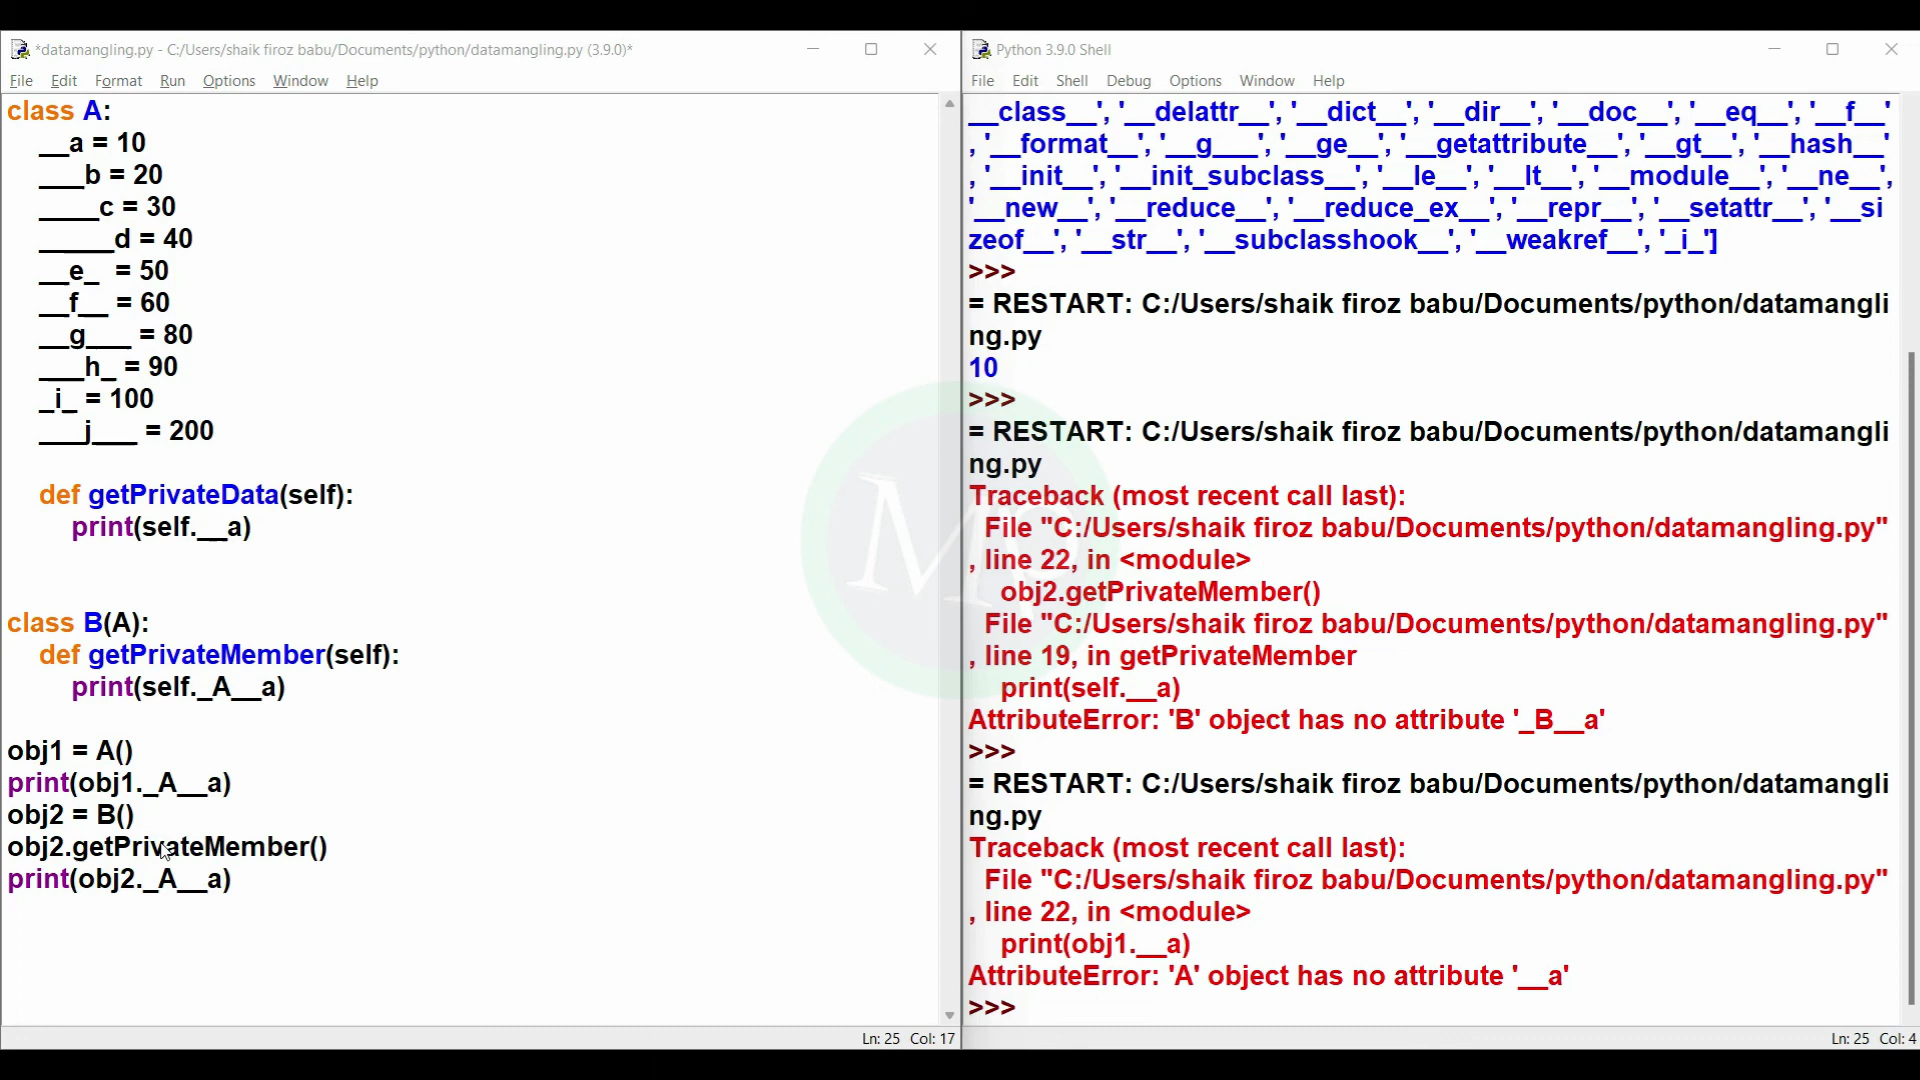 *datamangling.py - C:/Users/shaik firoz babu/Documents/python/datamangling.py (3.9.0)*
File Edit Format Run Options Window Help
class A:
    __a = 10
    ___b = 20
    ____c = 30
    _____d = 40
    __e_ = 50
    __f__ = 60
    __g___ = 80
    ___h_ = 90
    _i_ = 100
    ___j____ = 200
    def getPrivateData(self):
        print(self.__a)
class B(A):
    def getPrivateMember(self):
        print(self._A__a)
obj1 = A()
print(obj1._A__a)
obj2 = B()
obj2.getPrivateMember()
print(obj2._A__a)
Ln: 25 Col: 17
Python 3.9.0 Shell
File Edit Shell Debug Options Window Help
__class__', '__delattr__', '__dict__', '__dir__', '__doc__', '__eq__', '__f__'
, '__format__', '__g___', '__ge__', '__getattribute__', '__gt__', '__hash__'
, '__init__', '__init_subclass__', '__le__', '__lt__', '__module__', '__ne__',
'__new__', '__reduce__', '__reduce_ex__', '__repr__', '__setattr__', '__si
zeof__', '__str__', '__subclasshook__', '__weakref__', '_i_']
>>>
= RESTART: C:/Users/shaik firoz babu/Documents/python/datamangli
ng.py
10
>>>
= RESTART: C:/Users/shaik firoz babu/Documents/python/datamangli
ng.py
Traceback (most recent call last):
  File "C:/Users/shaik firoz babu/Documents/python/datamangling.py"
, line 22, in <module>
    obj2.getPrivateMember()
  File "C:/Users/shaik firoz babu/Documents/python/datamangling.py"
, line 19, in getPrivateMember
    print(self.__a)
AttributeError: 'B' object has no attribute '_B__a'
>>>
= RESTART: C:/Users/shaik firoz babu/Documents/python/datamangli
ng.py
Traceback (most recent call last):
  File "C:/Users/shaik firoz babu/Documents/python/datamangling.py"
, line 22, in <module>
    print(obj1.__a)
AttributeError: 'A' object has no attribute '__a'
>>>
Ln: 25 Col: 4
Mp